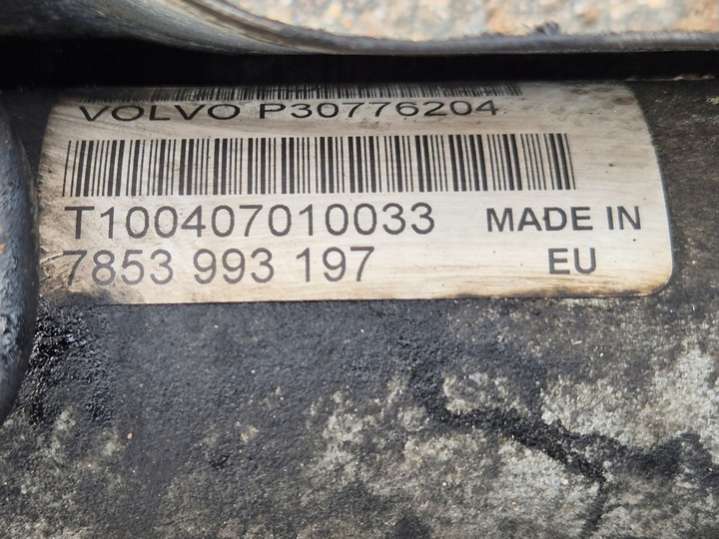 VOLVO P30776204
T100407010033 MADE IN
7853 993 197 EU